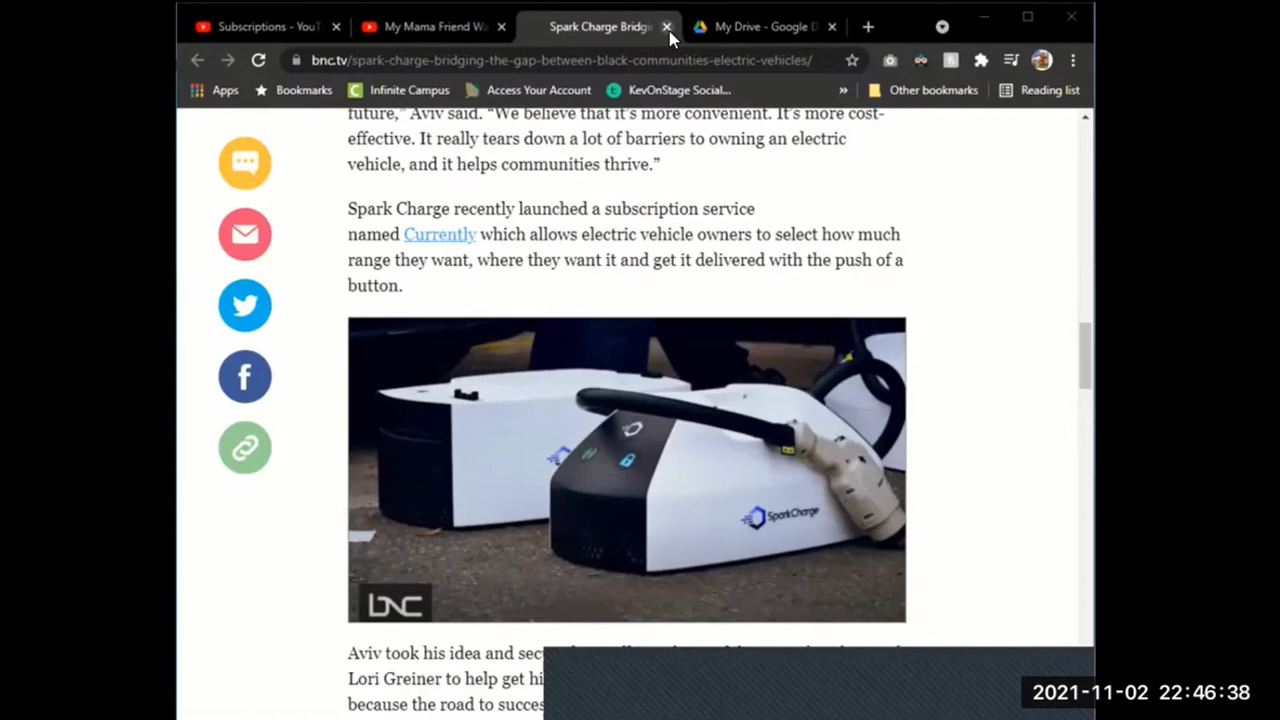 Subscriptions - YouT
My Mama Friend W
Spark Charge Bridgi
My Drive - Google D
bnc.tv/spark-charge-bridging-the-gap-between-black-communities-electric-vehicles/
Apps
Bookmarks
Infinite Campus
Access Your Account
KevOnStage Social...
»
Other bookmarks
Reading list
future,” Aviv said. “We believe that it’s more convenient. It’s more cost-
effective. It really tears down a lot of barriers to owning an electric
vehicle, and it helps communities thrive.”
Spark Charge recently launched a subscription service
named Currently which allows electric vehicle owners to select how much
range they want, where they want it and get it delivered with the push of a
button.
SparkCharge
bnc
Aviv took his idea and
Lori Greiner to help get
because the road to
2021-11-02 22:46:38